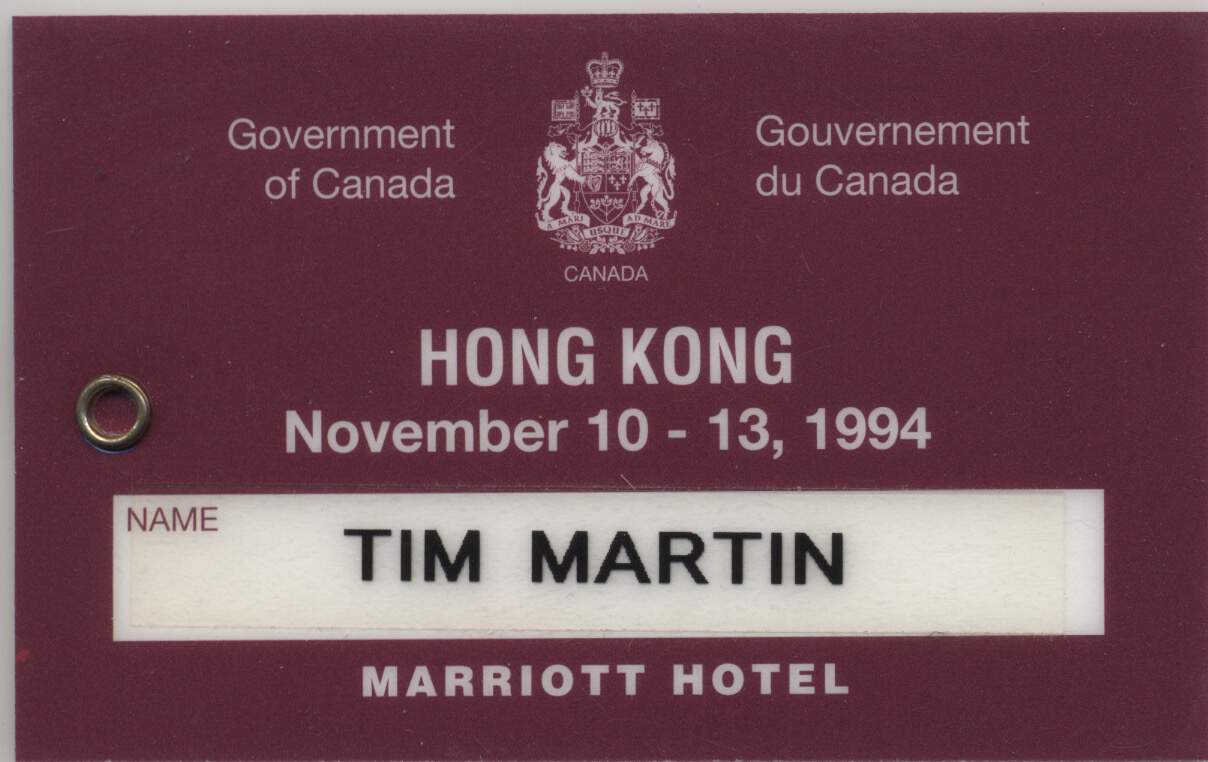 Government
of Canada
Gouvernement
du Canada
A MARI
USQUE
AD MARE
CANADA
HONG KONG
November 10 - 13, 1994
NAME
TIM MARTIN
MARRIOTT HOTEL